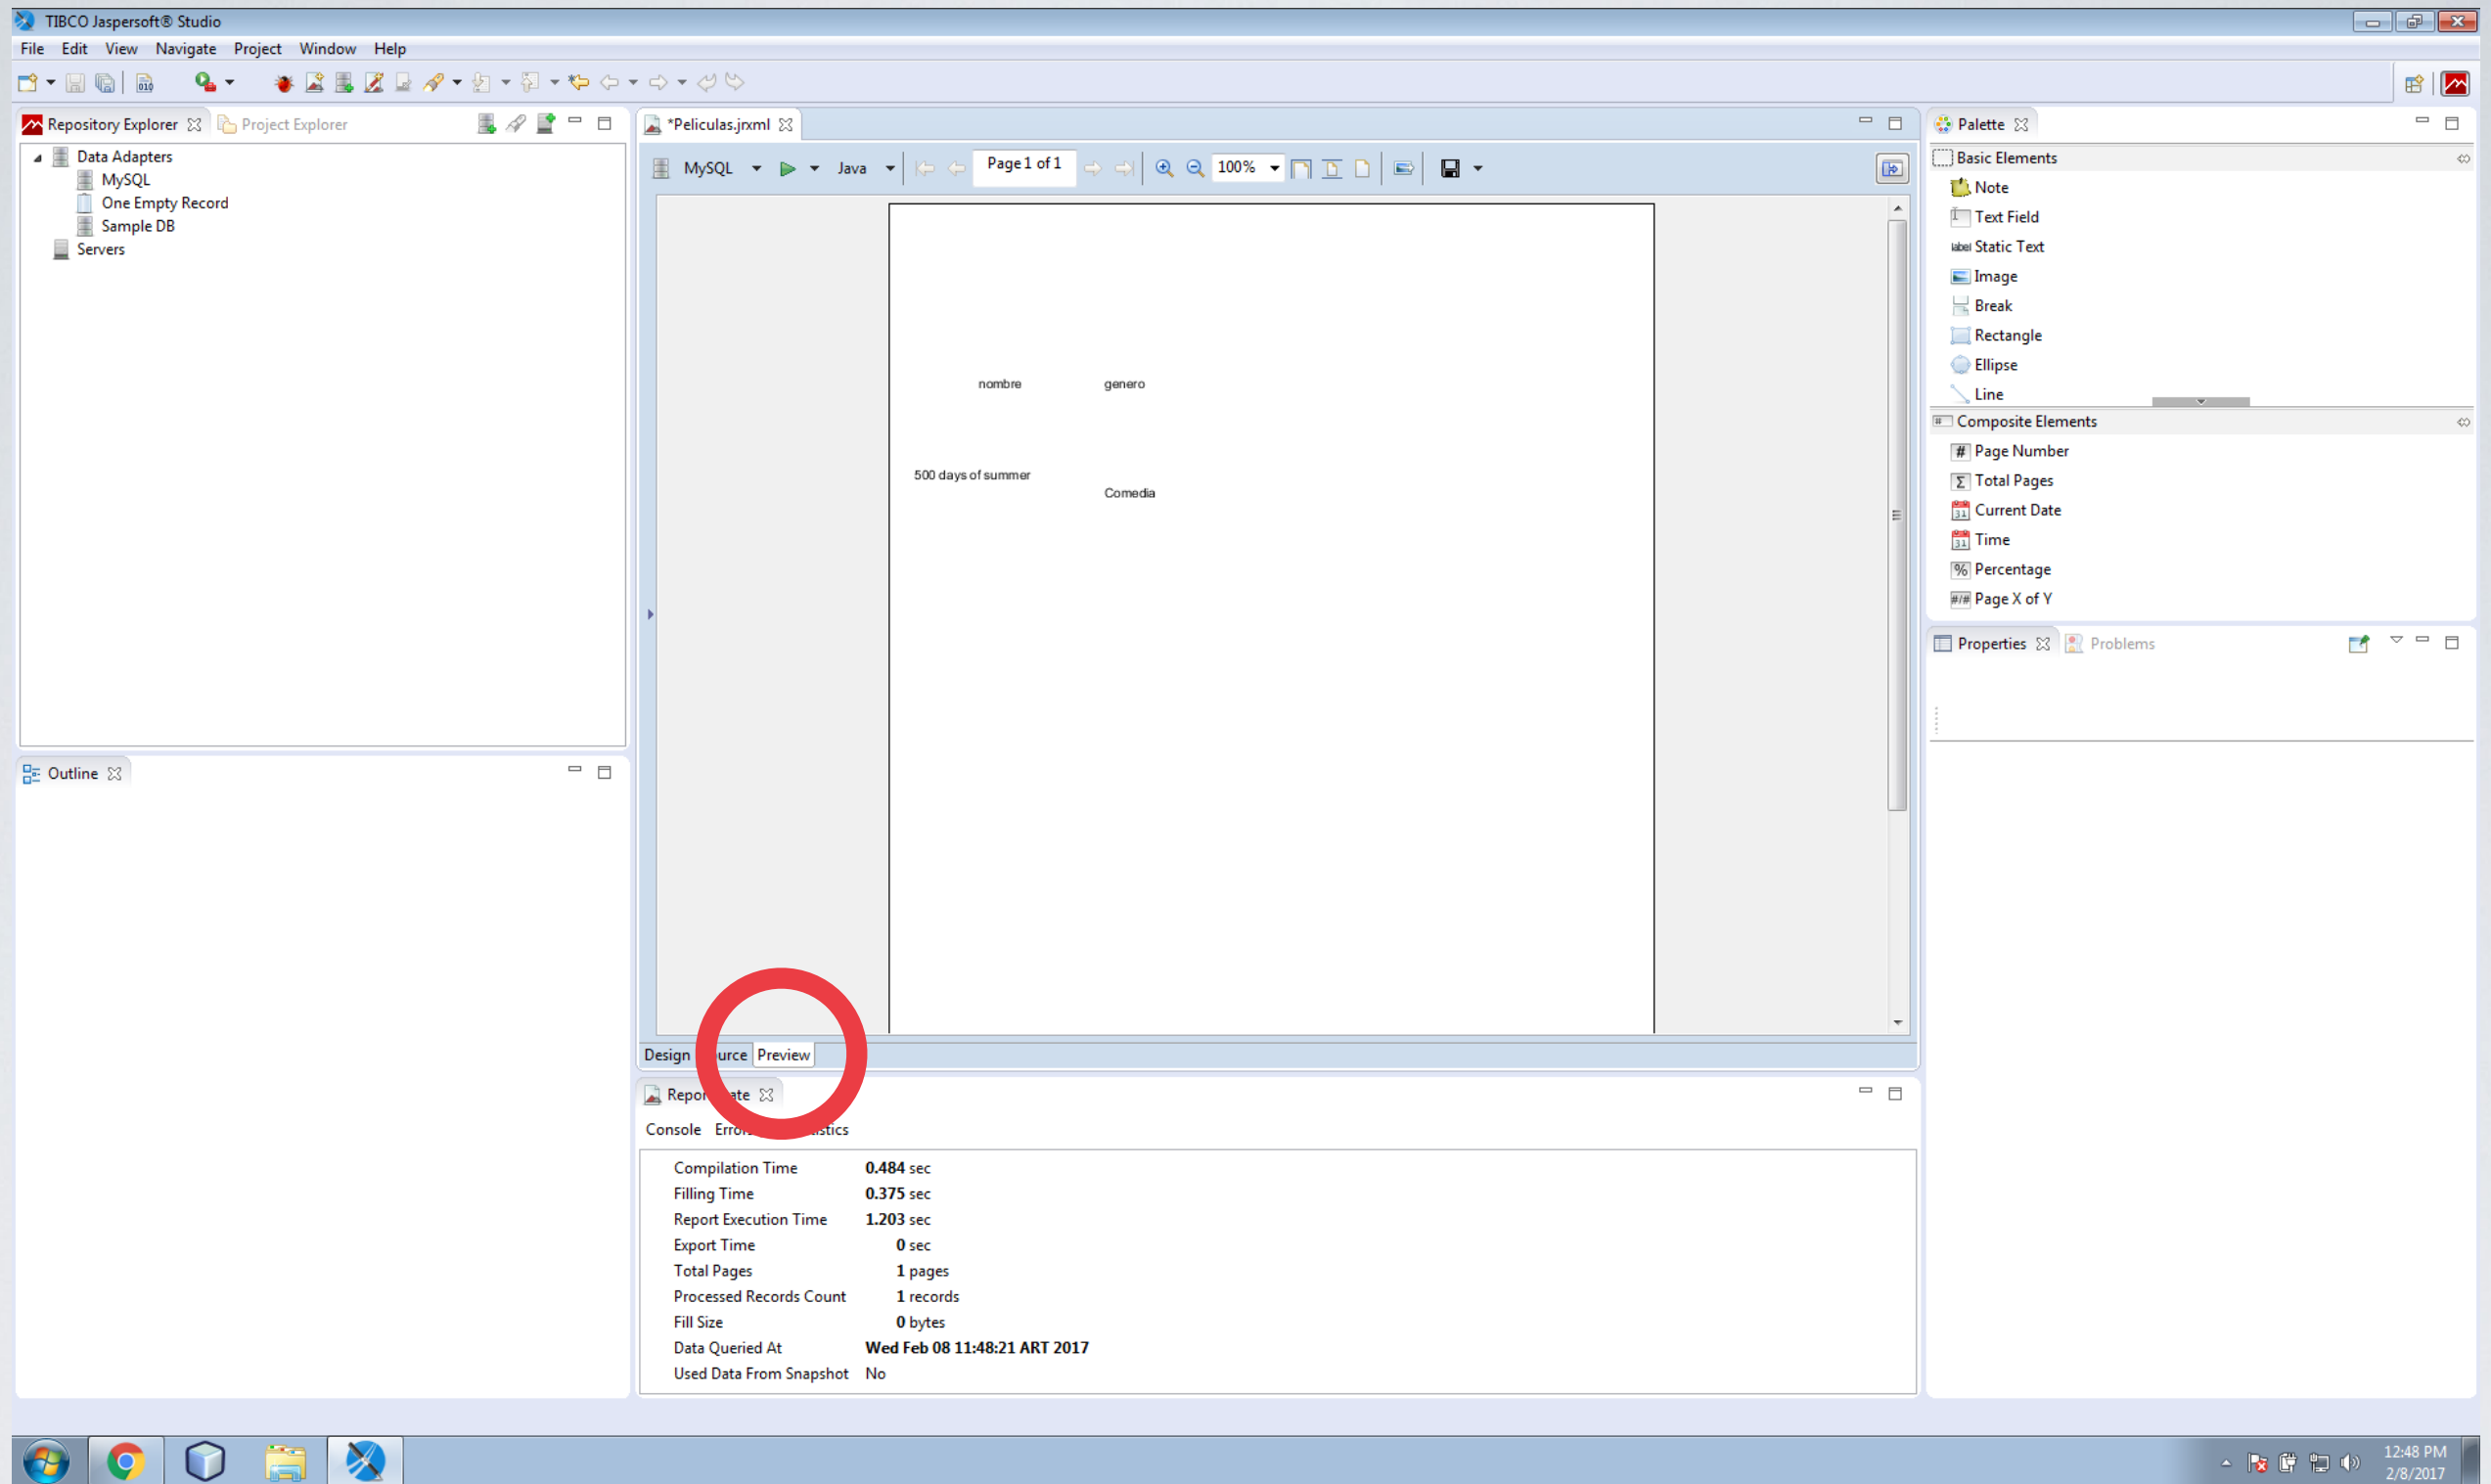 TIBCO Jaspersoft® Studio
File Edit View Navigate Project Window Help
Repository Explorer Project Explorer
Data Adapters
MySQL
One Empty Record
Sample DB
Servers
Outline
*Peliculas.jrxml
MySQL Java Page 1 of 1 100%
nombre genero
500 days of summer
Comedia
Design Preview
Console
Compilation Time 0.484 sec
Filling Time 0.375 sec
Report Execution Time 1.203 sec
Export Time 0 sec
Total Pages 1 pages
Processed Records Count 1 records
Fill Size 0 bytes
Data Queried At Wed Feb 08 11:48:21 ART 2017
Used Data From Snapshot No
Palette
Basic Elements
Note
Text Field
label Static Text
Image
Break
Rectangle
Ellipse
Line
Composite Elements
# Page Number
Σ Total Pages
31 Current Date
31 Time
% Percentage
#/# Page X of Y
Properties Problems
12:48 PM
2/8/2017